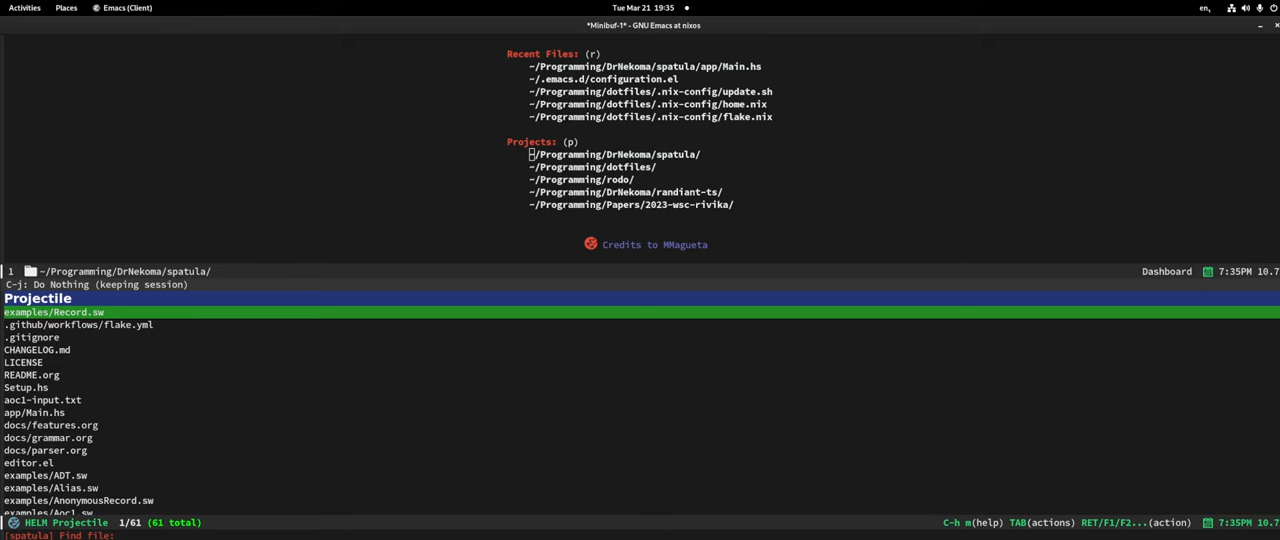 Activities Places Emacs (Client) Tue Mar 21 19:35 en,
*Minibuf-1* - GNU Emacs at nixos
Recent Files: (r)
~/Programming/DrNekoma/spatula/app/Main.hs
~/.emacs.d/configuration.el
~/Programming/dotfiles/.nix-config/update.sh
~/Programming/dotfiles/.nix-config/home.nix
~/Programming/dotfiles/.nix-config/flake.nix
Projects: (p)
~/Programming/DrNekoma/spatula/
~/Programming/dotfiles/
~/Programming/rodo/
~/Programming/DrNekoma/randiant-ts/
~/Programming/Papers/2023-wsc-rivika/
Credits to MMagueta
1 ~/Programming/DrNekoma/spatula/ Dashboard 7:35PM 10.7
C-j: Do Nothing (keeping session)
Projectile
examples/Record.sw
.github/workflows/flake.yml
.gitignore
CHANGELOG.md
LICENSE
README.org
Setup.hs
aoc1-input.txt
app/Main.hs
docs/features.org
docs/grammar.org
docs/parser.org
editor.el
examples/ADT.sw
examples/Alias.sw
examples/AnonymousRecord.sw
examples/Aoc1.sw
HELM Projectile 1/61 (61 total) C-h m(help) TAB(actions) RET/F1/F2...(action) 7:35PM 10.7
[spatula] Find file: